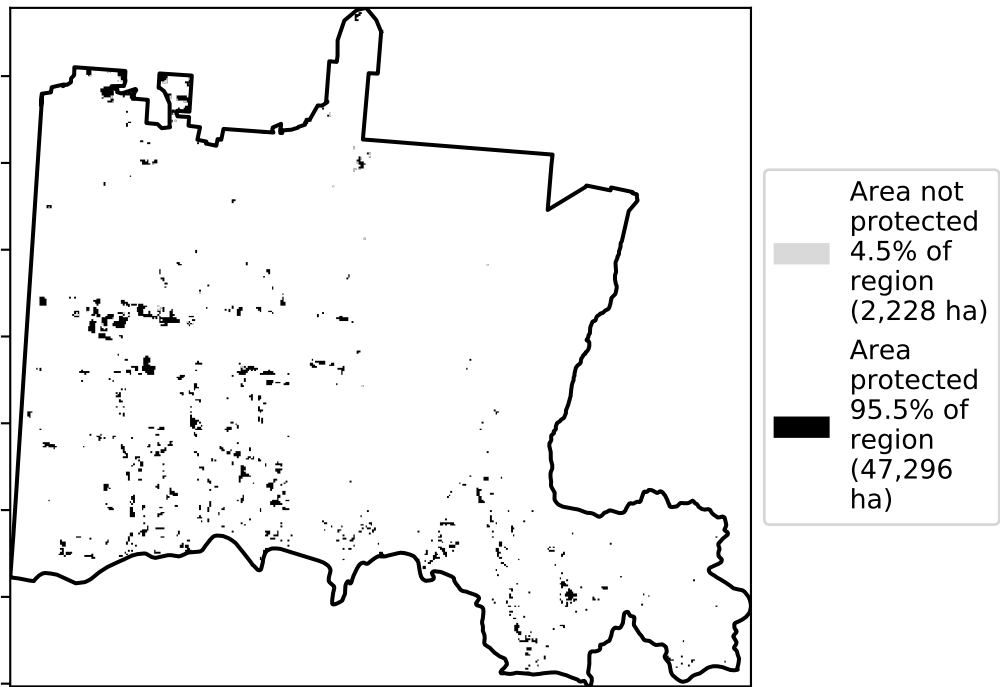 Area not
protected
4.5% of
region
(2,228 ha)
Area
protected
95.5% of
region
(47,296
ha)